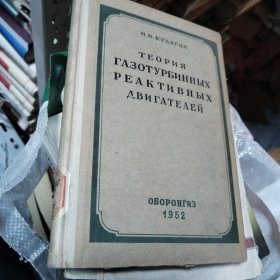 И.И.КУЛАГИН
ТЕОРИЯ
ГАЗОТУРБИННЫХ
РЕАКТИВНЫХ
ДВИГАТЕЛЕЙ
ОБОРОНГИЗ
1952